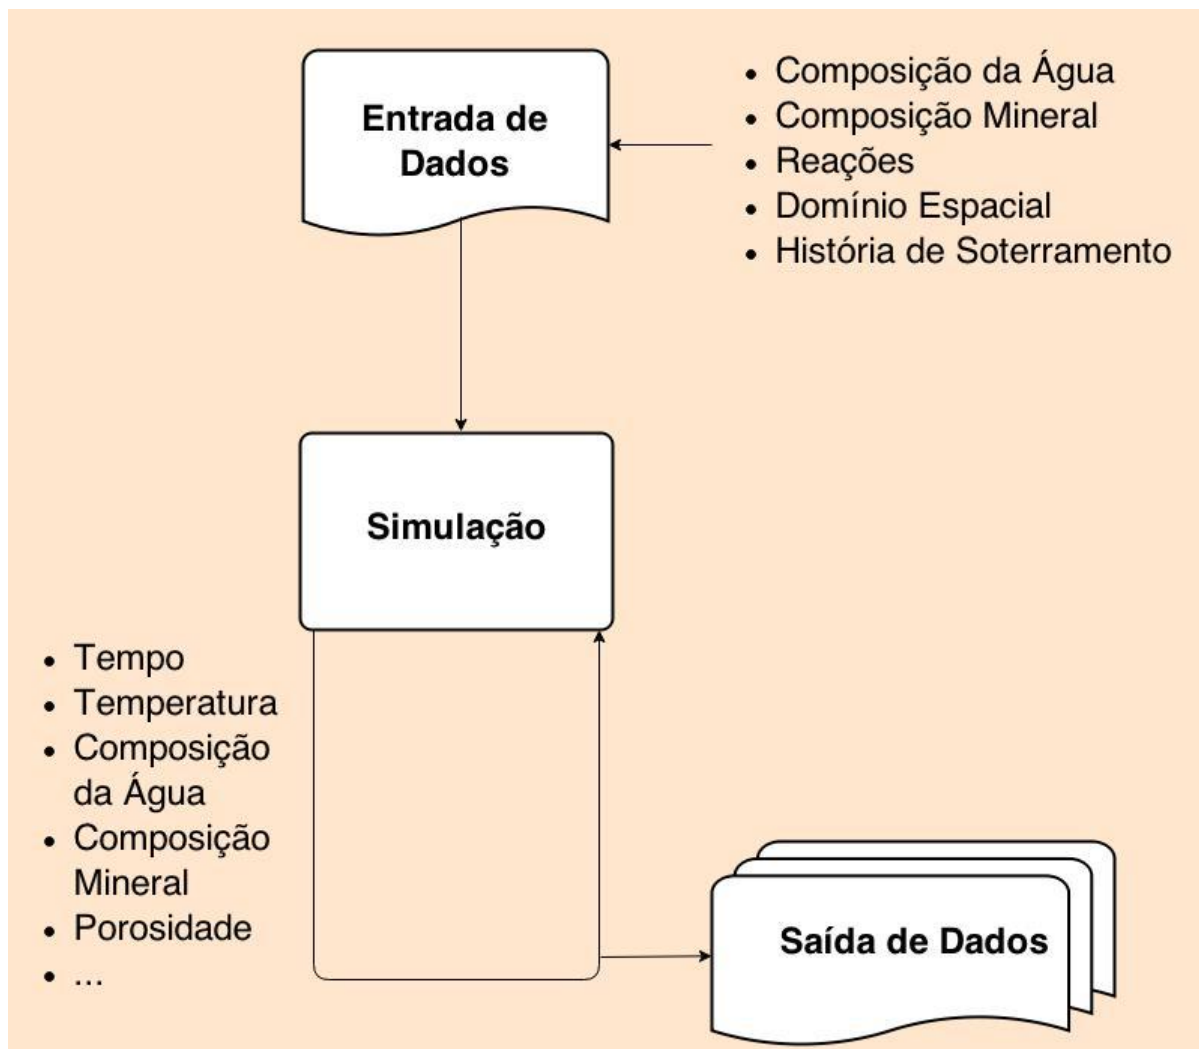 Entrada de
Dados
• Composição da Água
• Composição Mineral
• Reações
• Domínio Espacial
• História de Soterramento
Simulação
• Tempo
• Temperatura
• Composição
da Água
• Composição
Mineral
• Porosidade
• ...
Saída de Dados